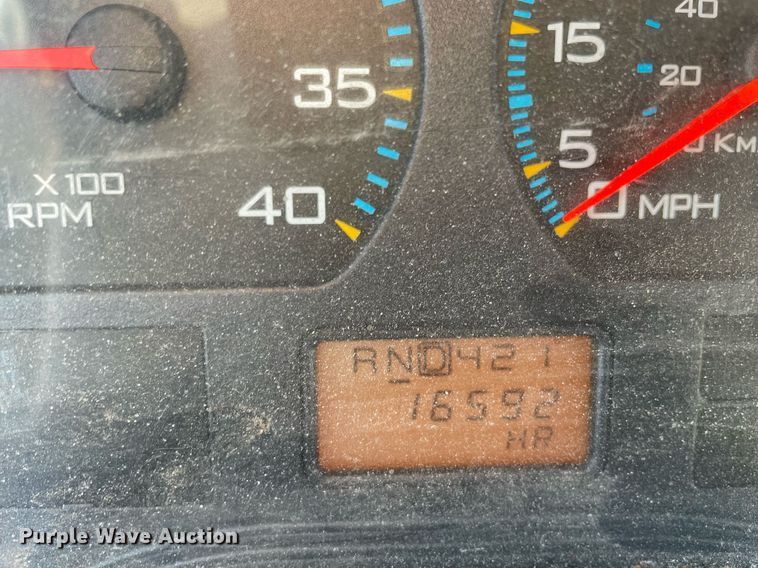 40
15
20
35
5
Km
X100
RPM
40
0 MPH
RND421
16592
HR
Purple Wave Auction